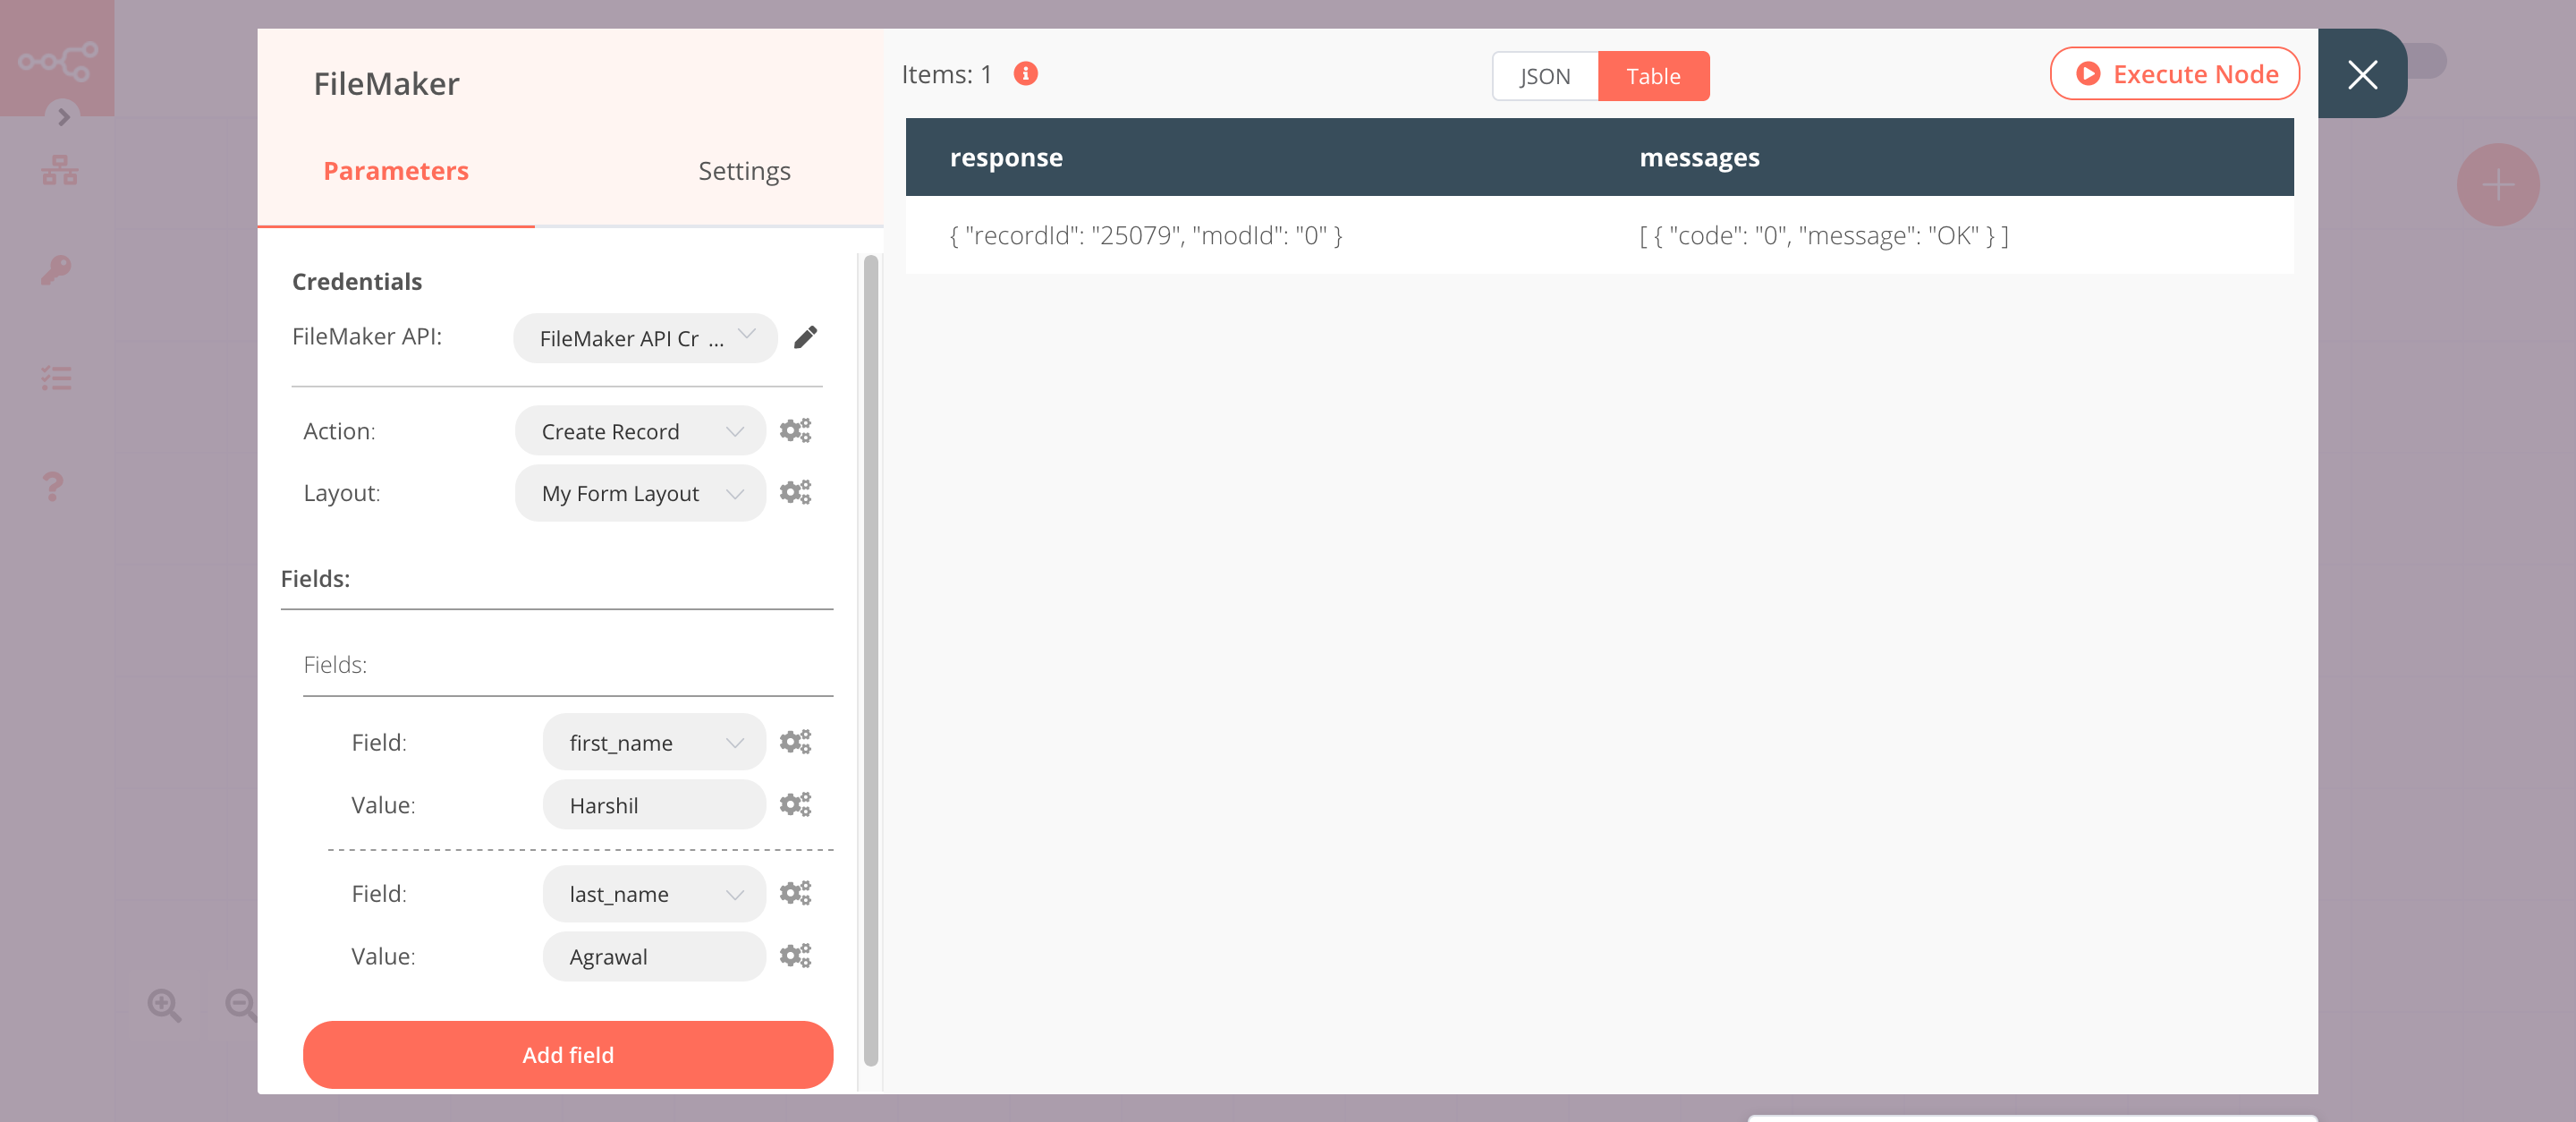 FileMaker
Parameters
Settings
Credentials
FileMaker API:
FileMaker API Cr ...
Action:
Create Record
Layout:
My Form Layout
Fields:
Fields:
Field:
first_name
Value:
Harshil
Field:
last_name
Value:
Agrawal
Add field
Items: 1
JSON
Table
Execute Node
response
messages
{ "recordId": "25079", "modId": "0" }
[ { "code": "0", "message": "OK" } ]